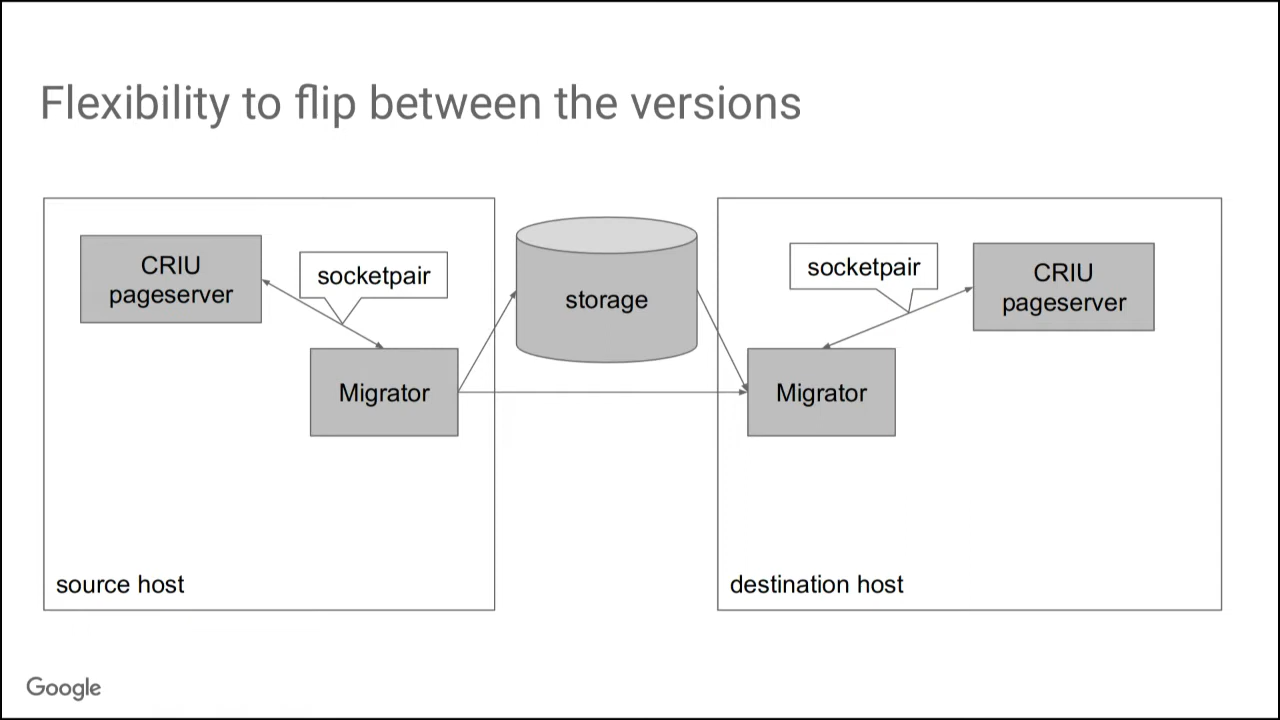 Flexibility to flip between the versions
CRIU
pageserver
socketpair
Migrator
source host
storage
socketpair
CRIU
pageserver
Migrator
destination host
Google